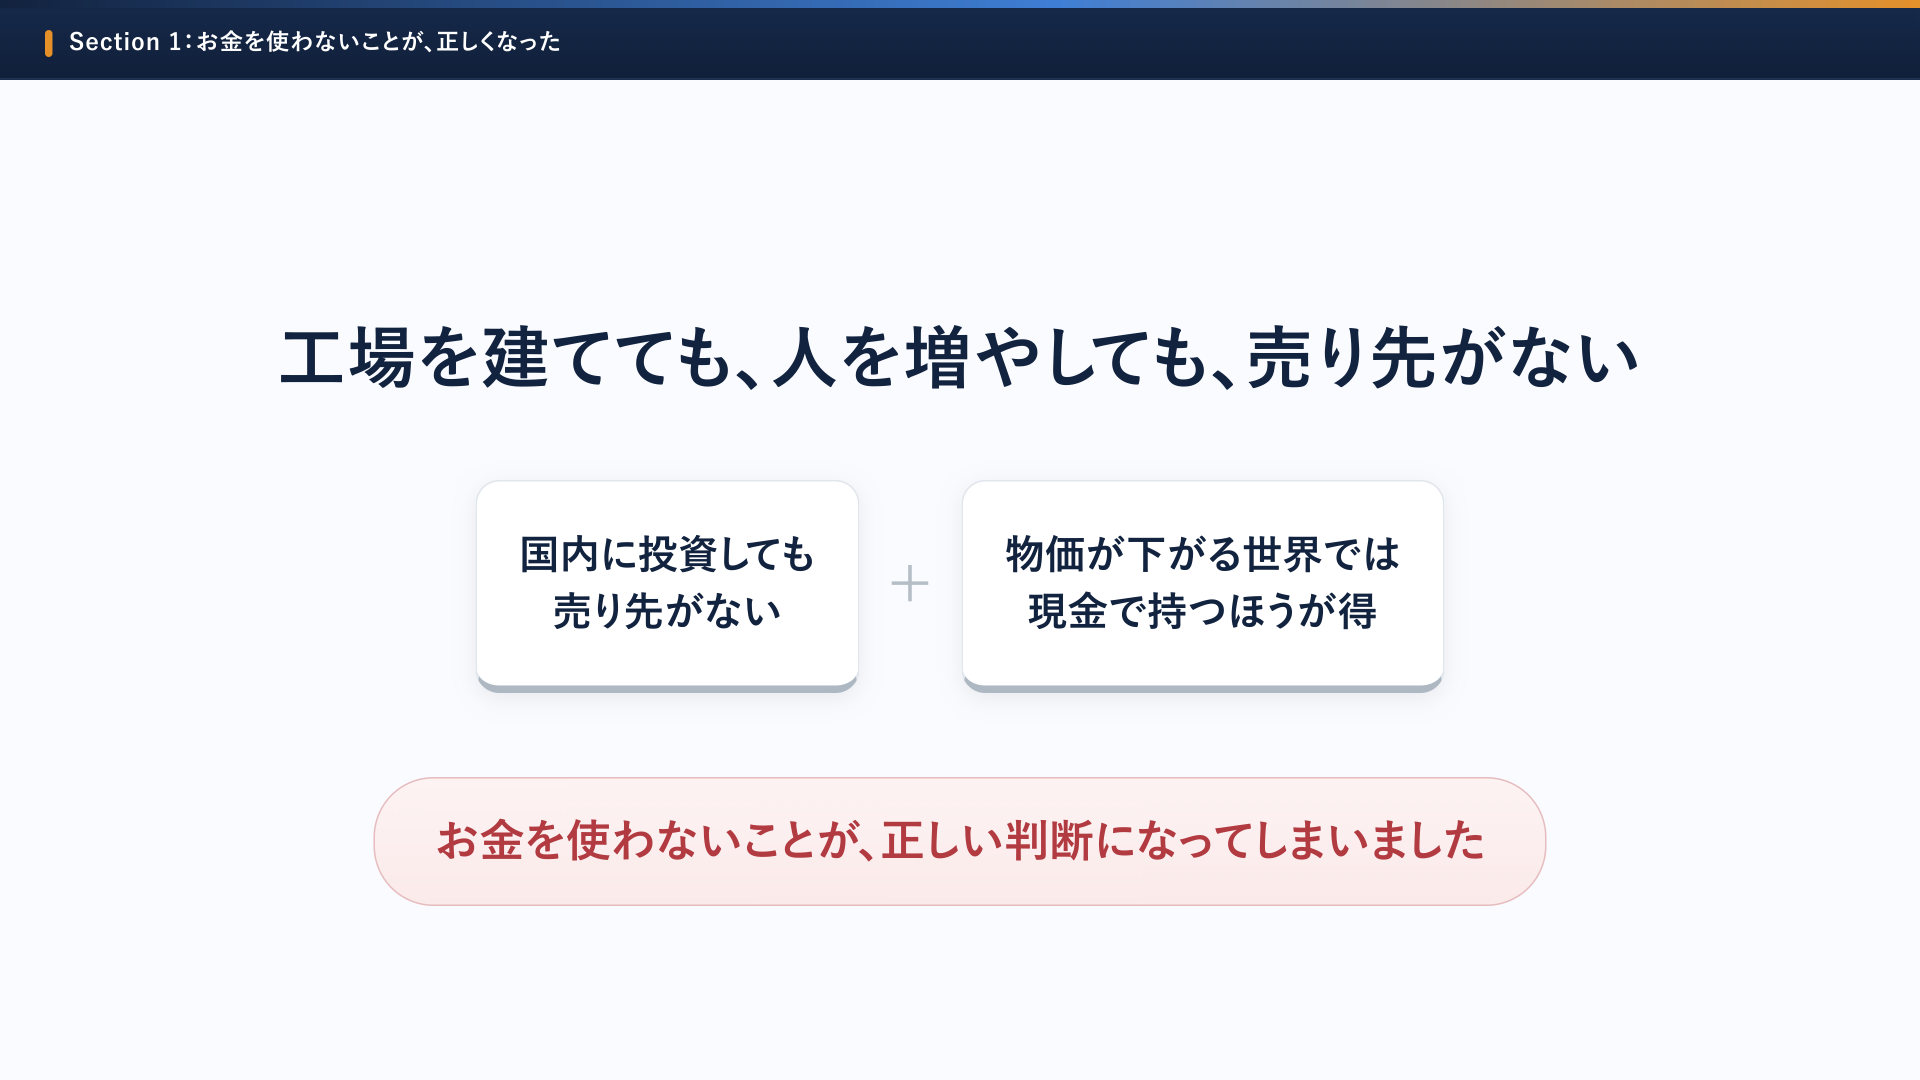 Section 1：お金を使わないことが、正しくなった
工場を建てても、人を増やしても、売り先がない
国内に投資しても
売り先がない
＋
物価が下がる世界では
現金で持つほうが得
お金を使わないことが、正しい判断になってしまいました